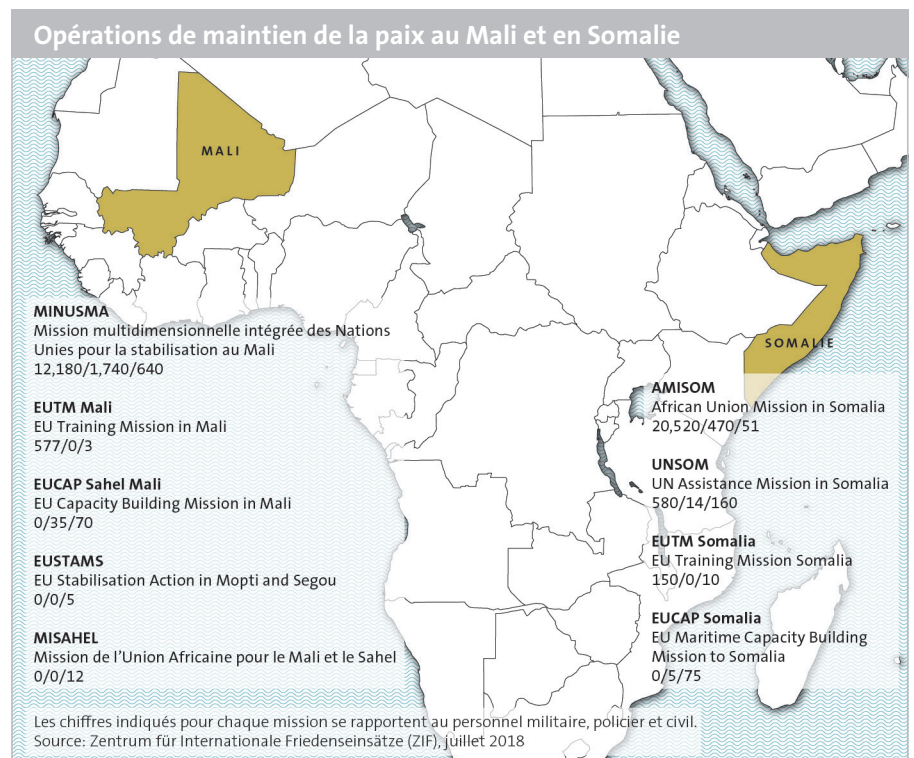 Opérations de maintien de la paix au Mali et en Somalie
MALI
SOMALIE
MINUSMA
Mission multidimensionnelle intégrée des Nations
Unies pour la stabilisation au Mali
12,180/1,740/640
EUTM Mali
EU Training Mission in Mali
577/0/3
EUCAP Sahel Mali
EU Capacity Building Mission in Mali
0/35/70
EUSTAMS
EU Stabilisation Action in Mopti and Segou
0/0/5
MISAHEL
Mission de l’Union Africaine pour le Mali et le Sahel
0/0/12
AMISOM
African Union Mission in Somalia
20,520/470/51
UNSOM
UN Assistance Mission in Somalia
580/14/160
EUTM Somalia
EU Training Mission Somalia
150/0/10
EUCAP Somalia
EU Maritime Capacity Building
Mission to Somalia
0/5/75
Les chiffres indiqués pour chaque mission se rapportent au personnel militaire, policier et civil.
Source: Zentrum für Internationale Friedenseinsätze (ZIF), juillet 2018